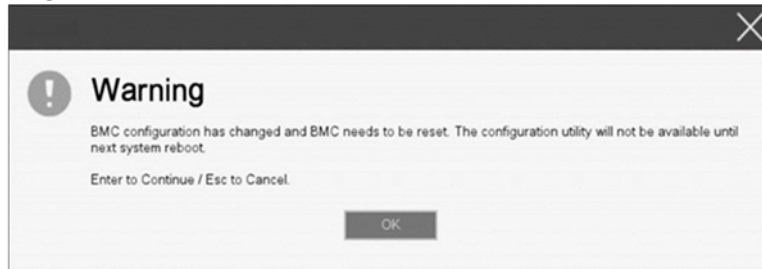 Warning
BMC configuration has changed and BMC needs to be reset. The configuration utility will not be available until
next system reboot.
Enter to Continue / Esc to Cancel.
OK